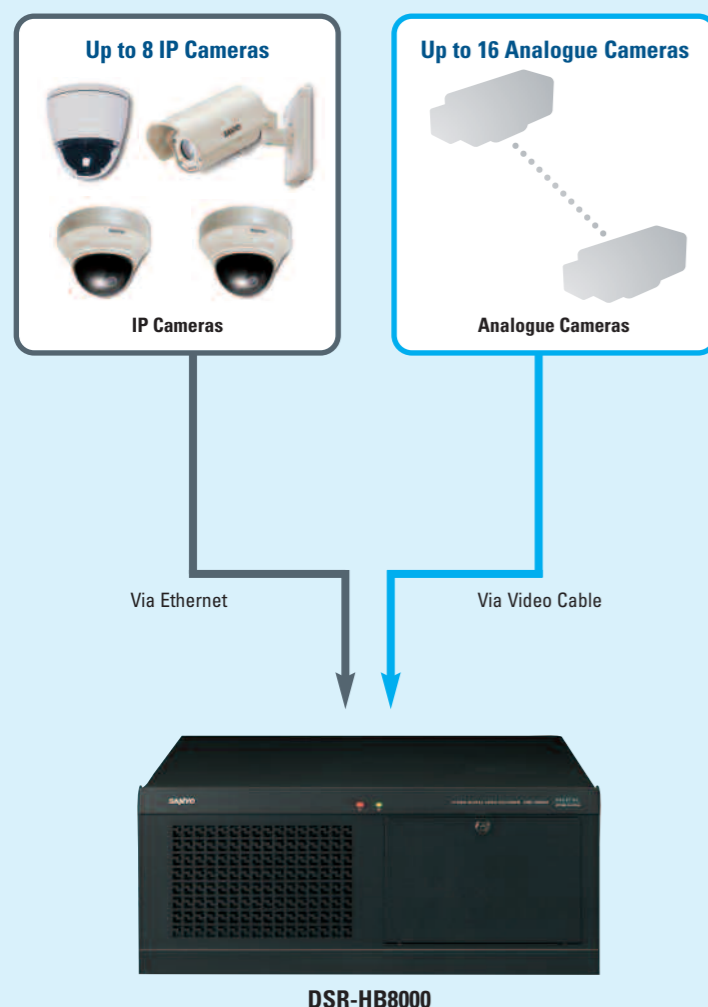 Up to 8 IP Cameras
Up to 16 Analogue Cameras
SANYO
IP Cameras
Analogue Cameras
Via Ethernet
Via Video Cable
SANYO
DSR-HB8000